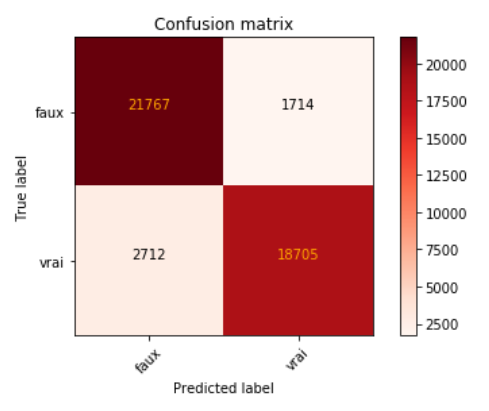 Confusion matrix
True label
faux
21767 1714
vrai
2712 18705
faux vrai
Predicted label
20000
17500
15000
12500
10000
7500
5000
2500